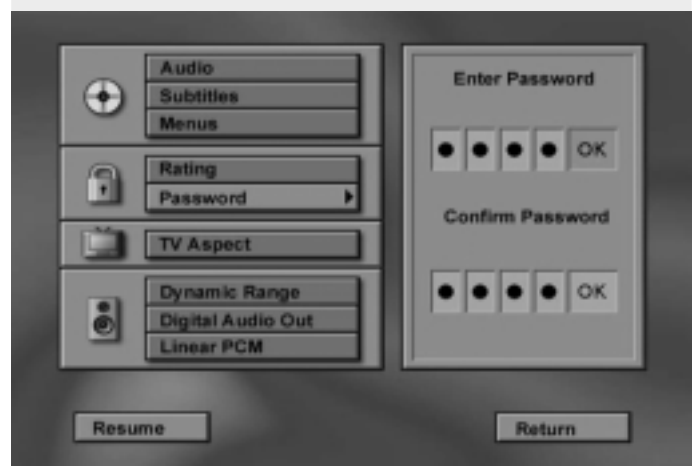 Audio
Subtitles
Menus
Rating
Password
TV Aspect
Dynamic Range
Digital Audio Out
Linear PCM
Enter Password
OK
Confirm Password
OK
Resume
Return